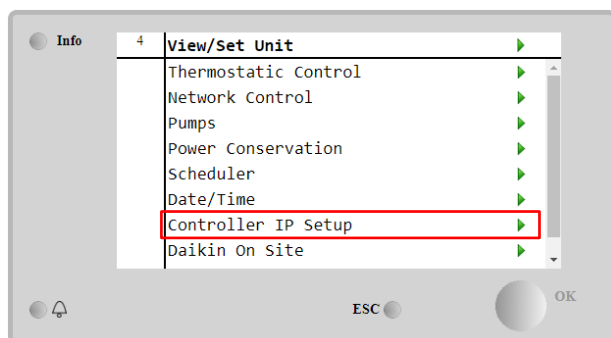 Info
4 View/Set Unit
Thermostatic Control
Network Control
Pumps
Power Conservation
Scheduler
Date/Time
Controller IP Setup
Daikin On Site
ESC
OK